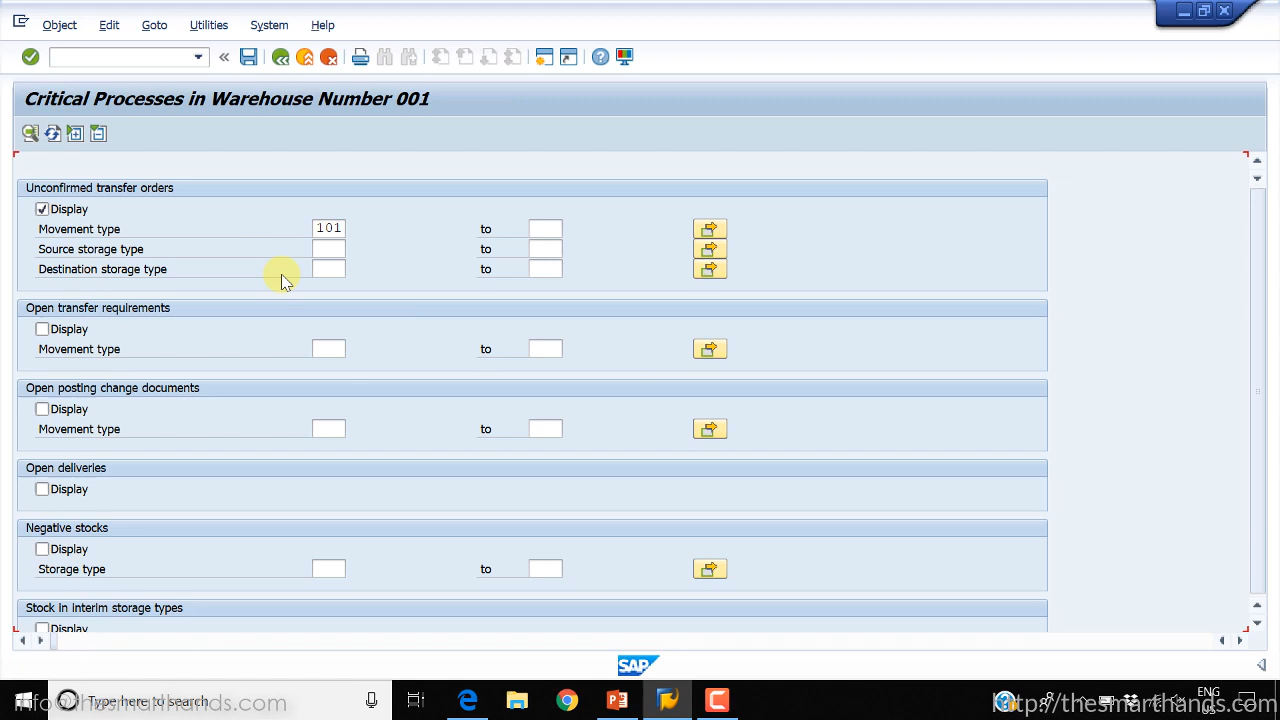 Object Edit Goto Utilities System Help
Critical Processes in Warehouse Number 001
Unconfirmed transfer orders
Display
Movement type 101 to
Source storage type to
Destination storage type to
Open transfer requirements
Display
Movement type to
Open posting change documents
Display
Movement type to
Open deliveries
Display
Negative stocks
Display
Storage type to
Stock in interim storage types
Display
SAP
Type here to search
info@thesmarthands.com
ENG
US
http://thesmarhands.com